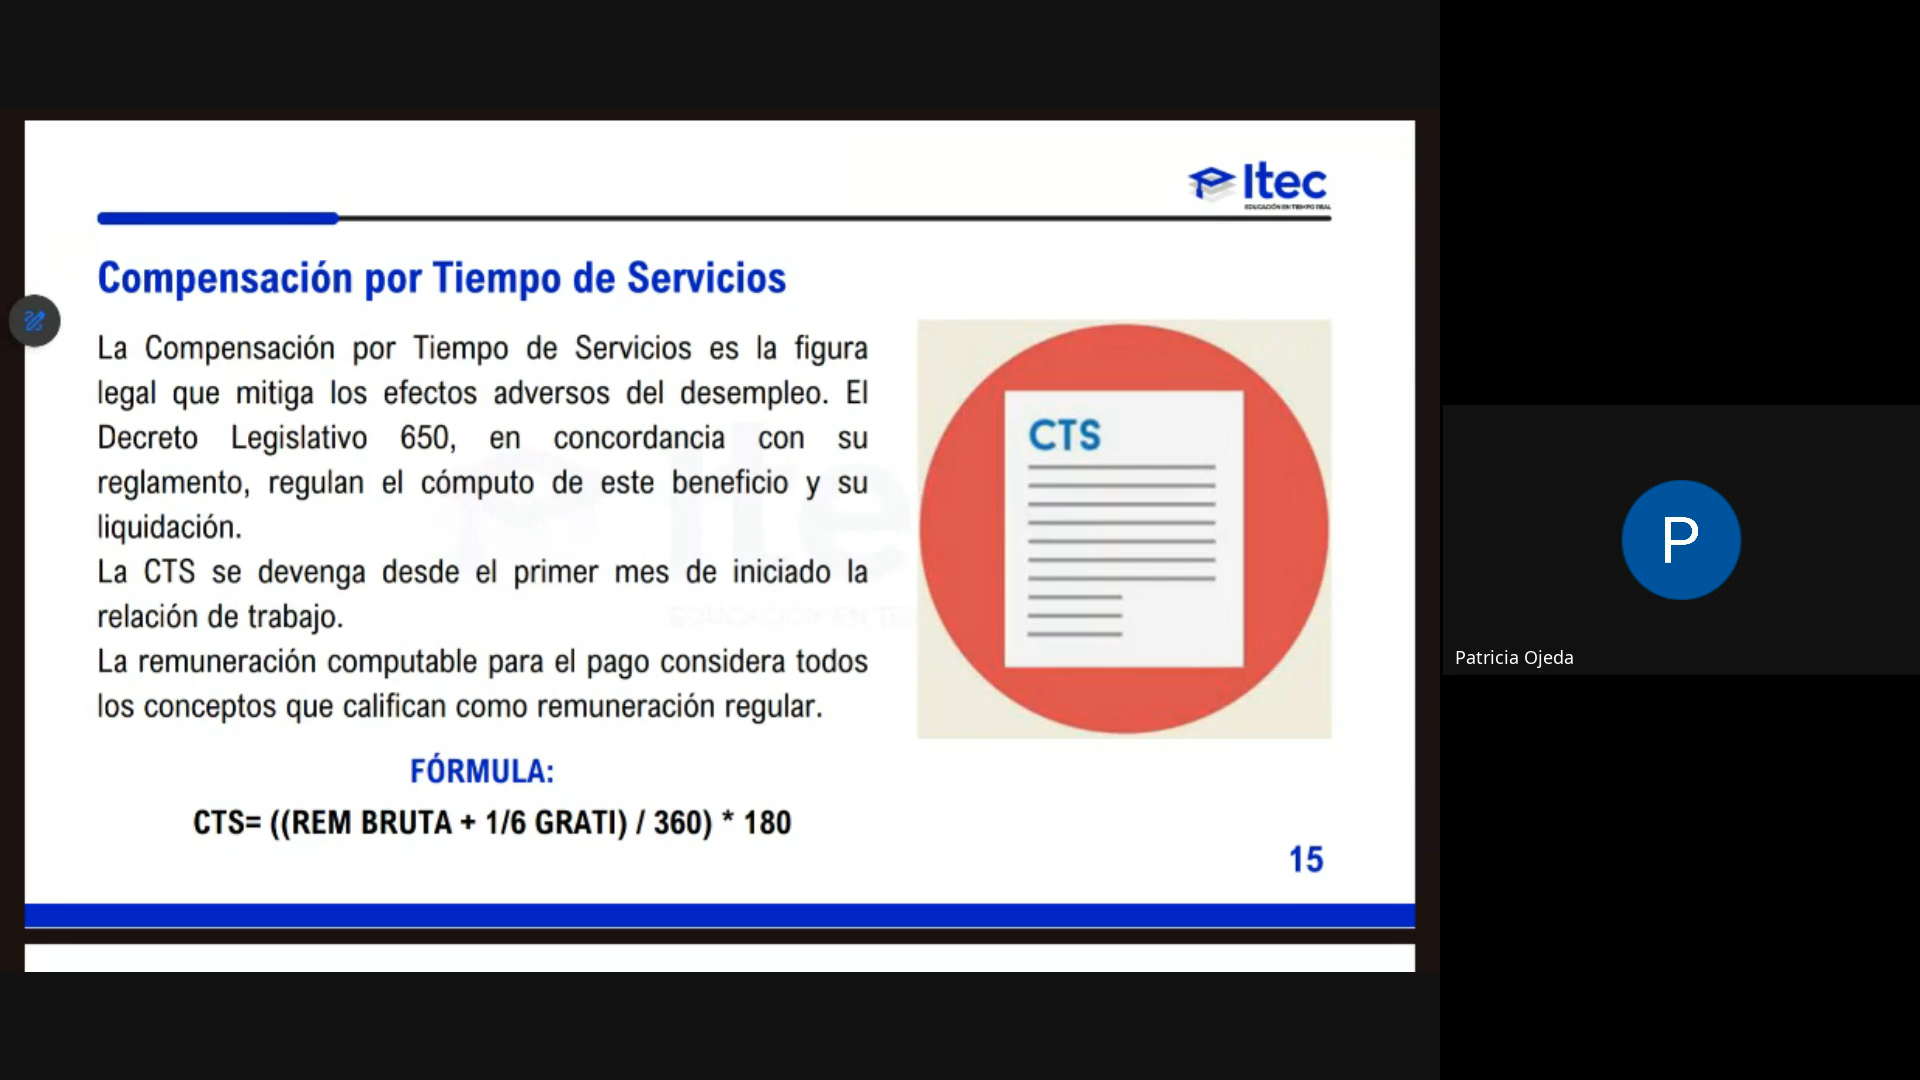 Itec
EDUCACIÓN EN TIEMPO REAL
Compensación por Tiempo de Servicios
La Compensación por Tiempo de Servicios es la figura
legal que mitiga los efectos adversos del desempleo. El
Decreto Legislativo 650, en concordancia con su
reglamento, regulan el cómputo de este beneficio y su
liquidación.
La CTS se devenga desde el primer mes de iniciado la
relación de trabajo.
La remuneración computable para el pago considera todos
los conceptos que califican como remuneración regular.
CTS
FÓRMULA:
CTS= ((REM BRUTA + 1/6 GRATI) / 360) * 180
15
P
Patricia Ojeda